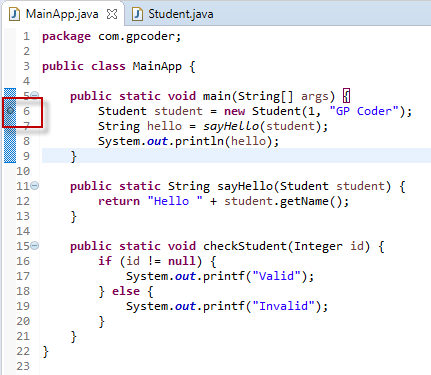 MainApp.java Student.java
1 package com.gpcoder;
2
3 public class MainApp {
4
5 public static void main(String[] args) {
6 Student student = new Student(1, "GP Coder");
7 String hello = sayHello(student);
8 System.out.println(hello);
9 }
10
11 public static String sayHello(Student student) {
12 return "Hello " + student.getName();
13 }
14
15 public static void checkStudent(Integer id) {
16 if (id != null) {
17 System.out.printf("Valid");
18 } else {
19 System.out.printf("Invalid");
20 }
21 }
22 }
23